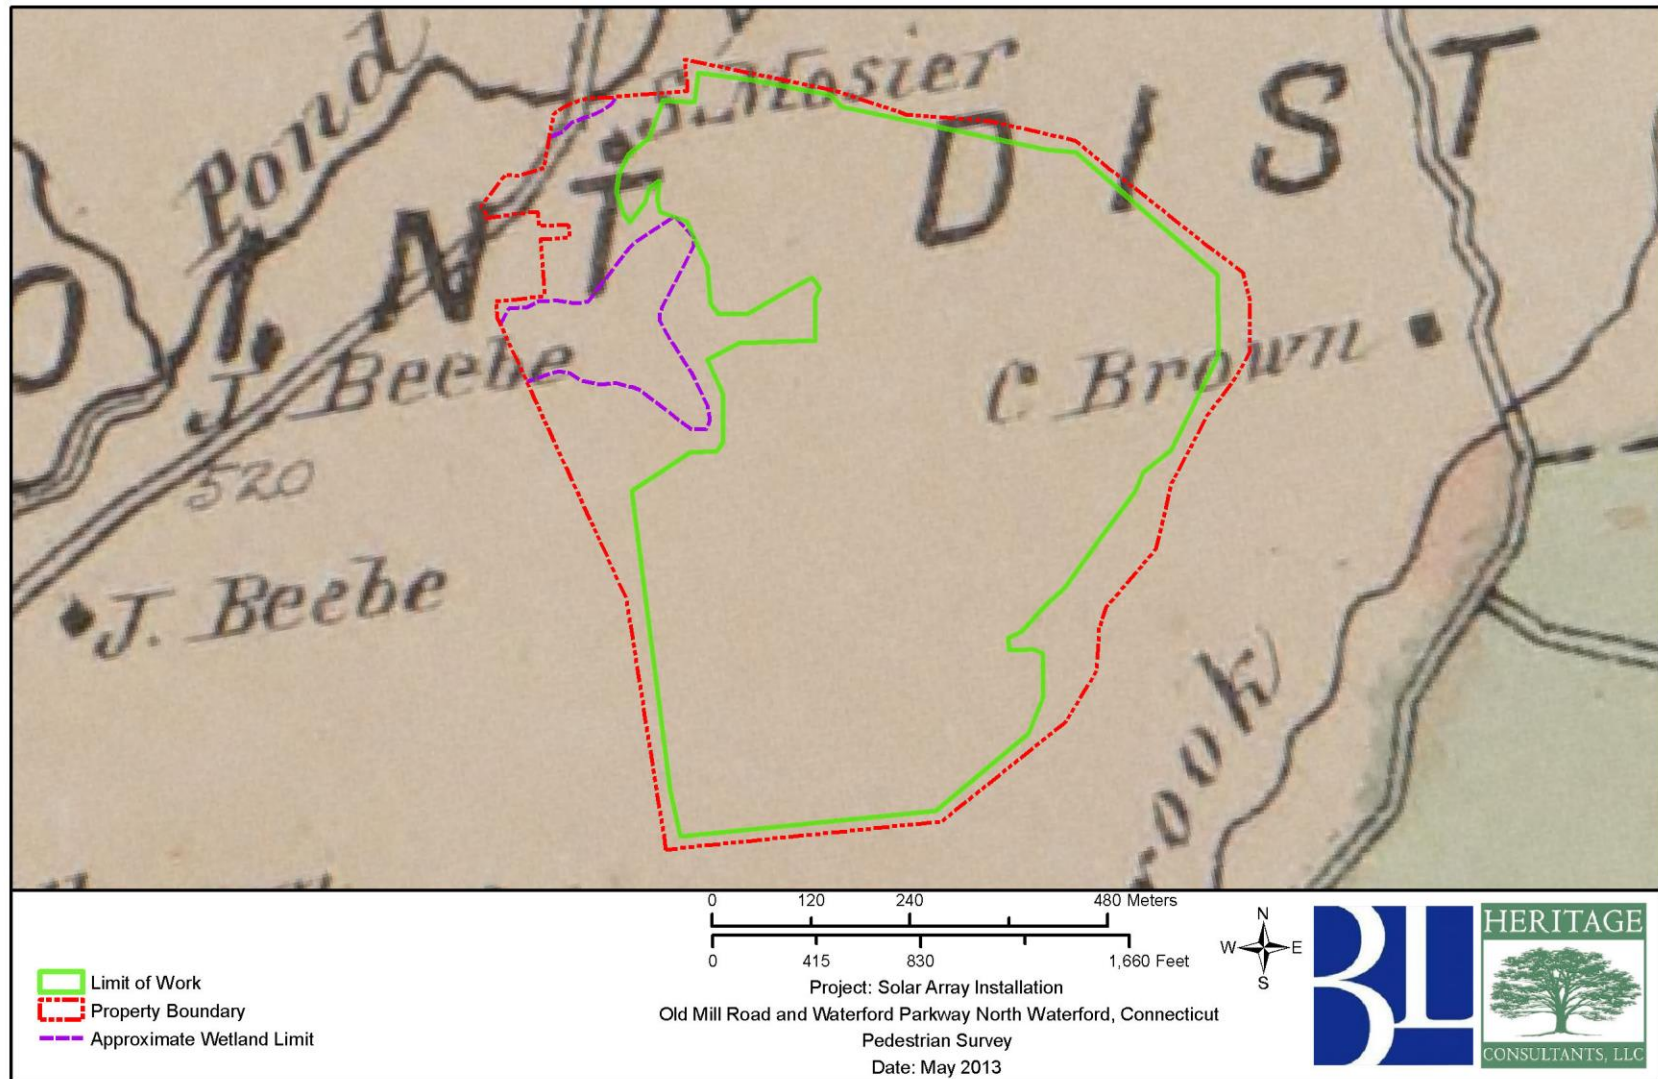 Pond
Mosier
OINT DIST
J. Beebe
C Brown
520
J. Beebe
rook
0 120 240 480 Meters
0 415 830 1,660 Feet
N
W E
S
Limit of Work
Property Boundary
Approximate Wetland Limit
Project: Solar Array Installation
Old Mill Road and Waterford Parkway North Waterford, Connecticut
Pedestrian Survey
Date: May 2013
BL
HERITAGE
CONSULTANTS, LLC